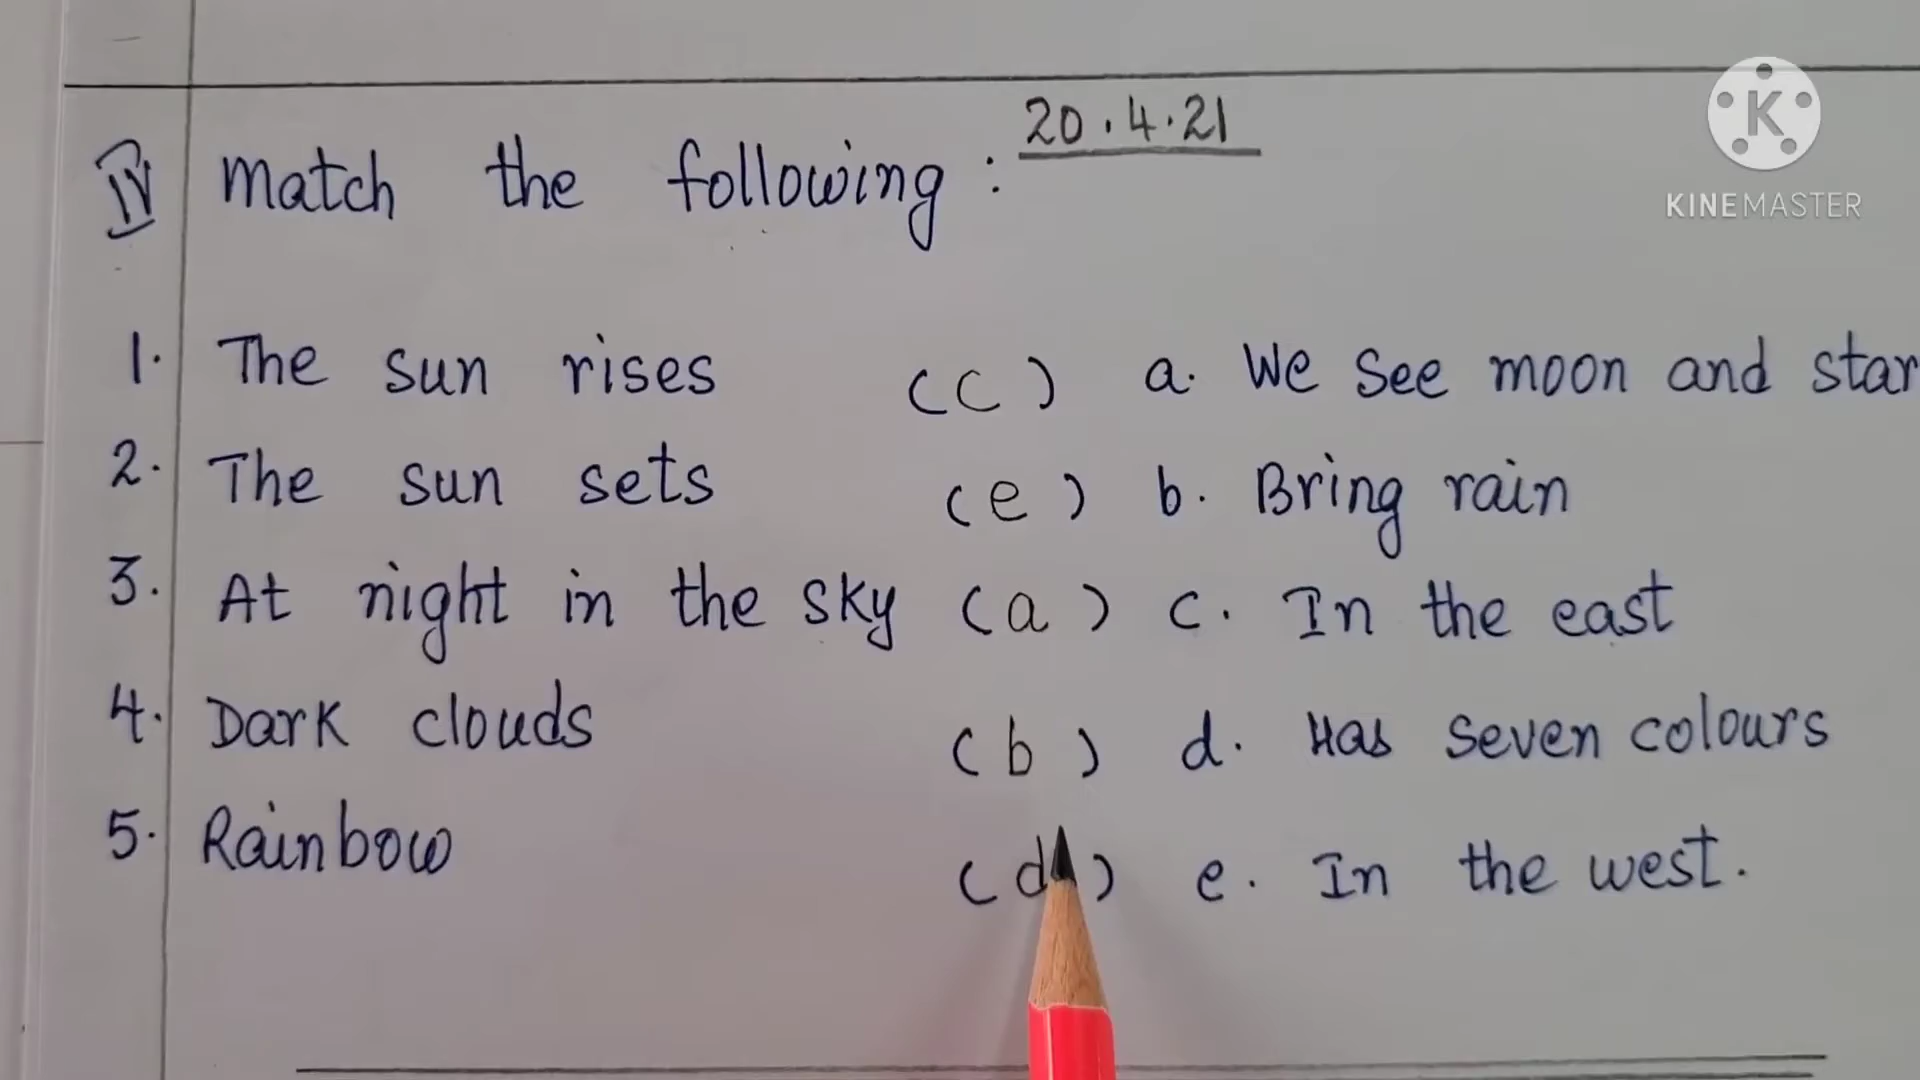 20.4.21
IV Match the following :
1. The sun rises (c) a. We see moon and star
2. The sun sets (e) b. Bring rain
3. At night in the sky (a) c. In the east
4. Dark clouds (b) d. Has seven colours
5. Rainbow (d) e. In the west.
K
KINEMASTER